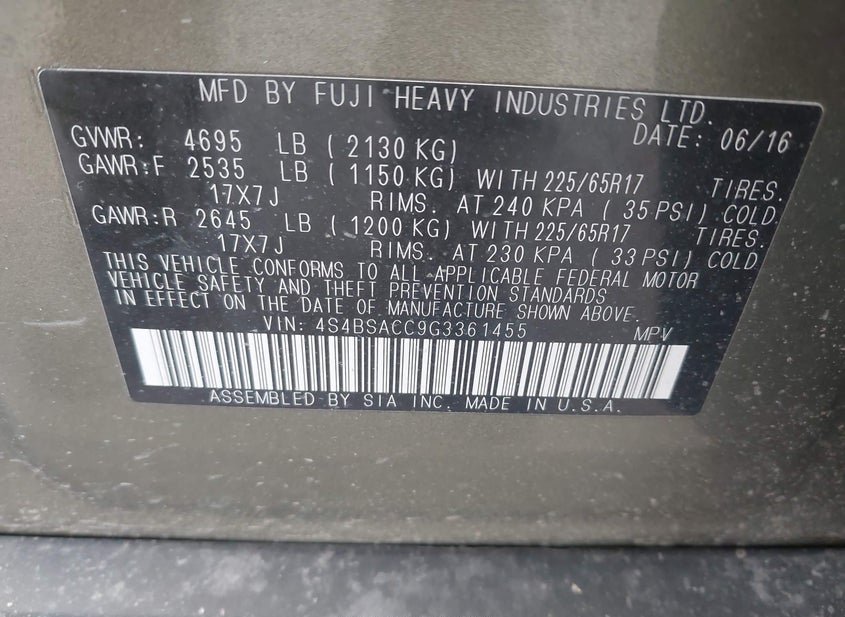 MFD BY FUJI HEAVY INDUSTRIES LTD.
DATE: 06/16
GVWR: 4695 LB ( 2130 KG)
GAWR:F 2535 LB ( 1150 KG) WITH 225/65R17 TIRES.
17X7J RIMS. AT 240 KPA ( 35 PSI) COLD
GAWR:R 2645 LB ( 1200 KG) WITH 225/65R17 TIRES.
17X7J RIMS. AT 230 KPA ( 33 PSI) COLD
THIS VEHICLE CONFORMS TO ALL APPLICABLE FEDERAL MOTOR
VEHICLE SAFETY AND THEFT PREVENTION STANDARDS
IN EFFECT ON THE DATE OF MANUFACTURE SHOWN ABOVE.
VIN: 4S4BSACC9G3361455 MPV
ASSEMBLED BY SIA INC. MADE IN U.S.A.